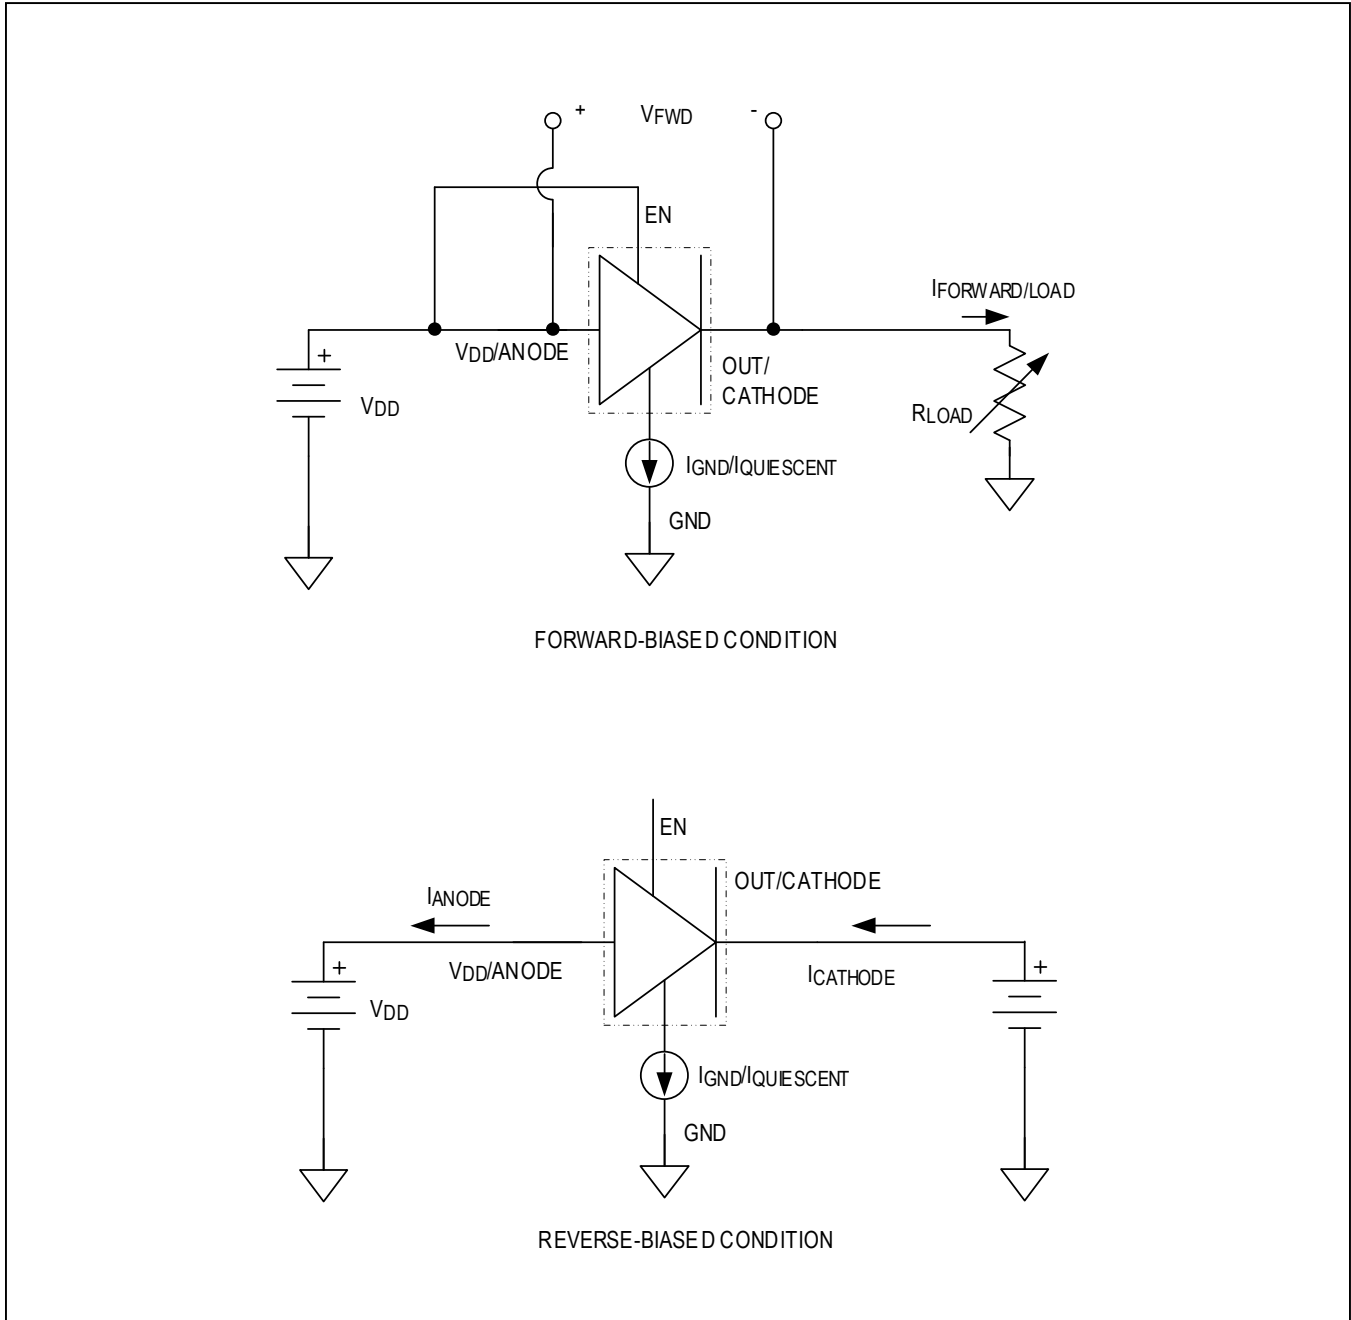 + VFWD -
EN
IFORWARD/LOAD
+
VDD/ANODE
OUT/
CATHODE
VDD
RLOAD
IGND/IQUIESCENT
GND
FORWARD-BIASED CONDITION
EN
OUT/CATHODE
IANODE
+
VDD/ANODE
ICATHODE
+
VDD
IGND/IQUIESCENT
GND
REVERSE-BIASED CONDITION